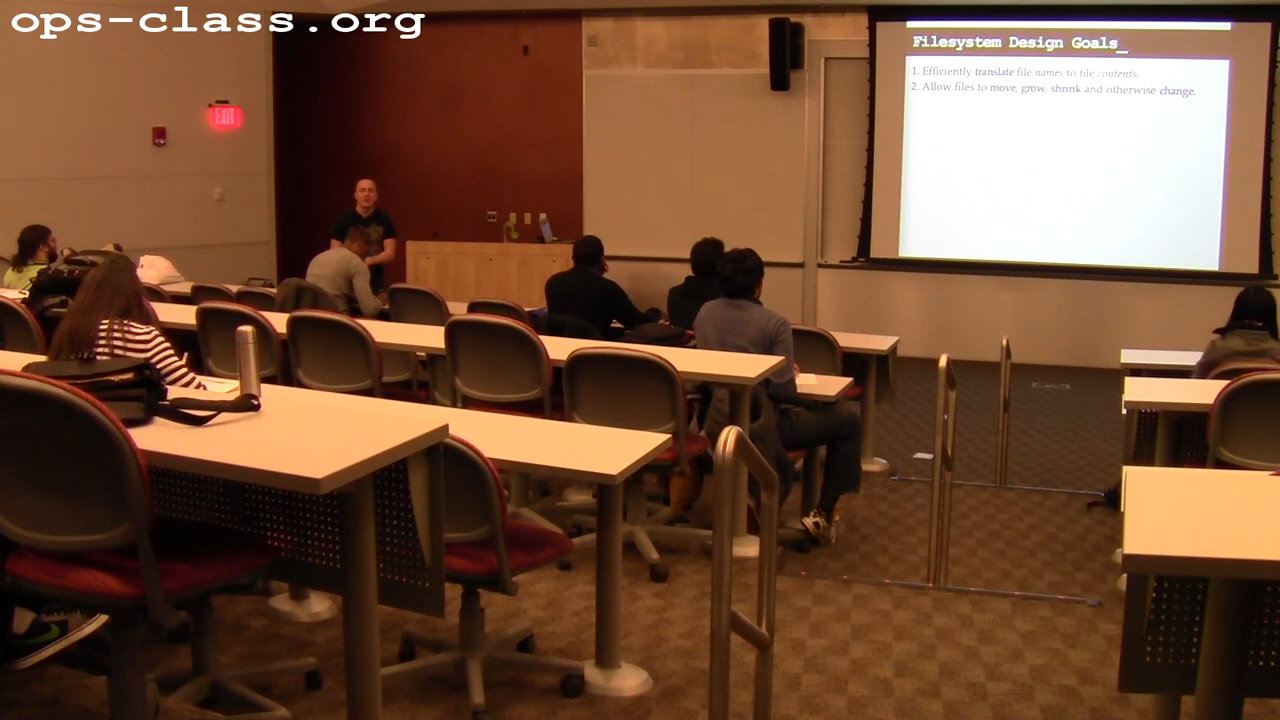 ops-class.org
EXIT
Filesystem Design Goals_
1. Efficiently translate file names to file contents.
2. Allow files to move, grow, shrink and otherwise change.